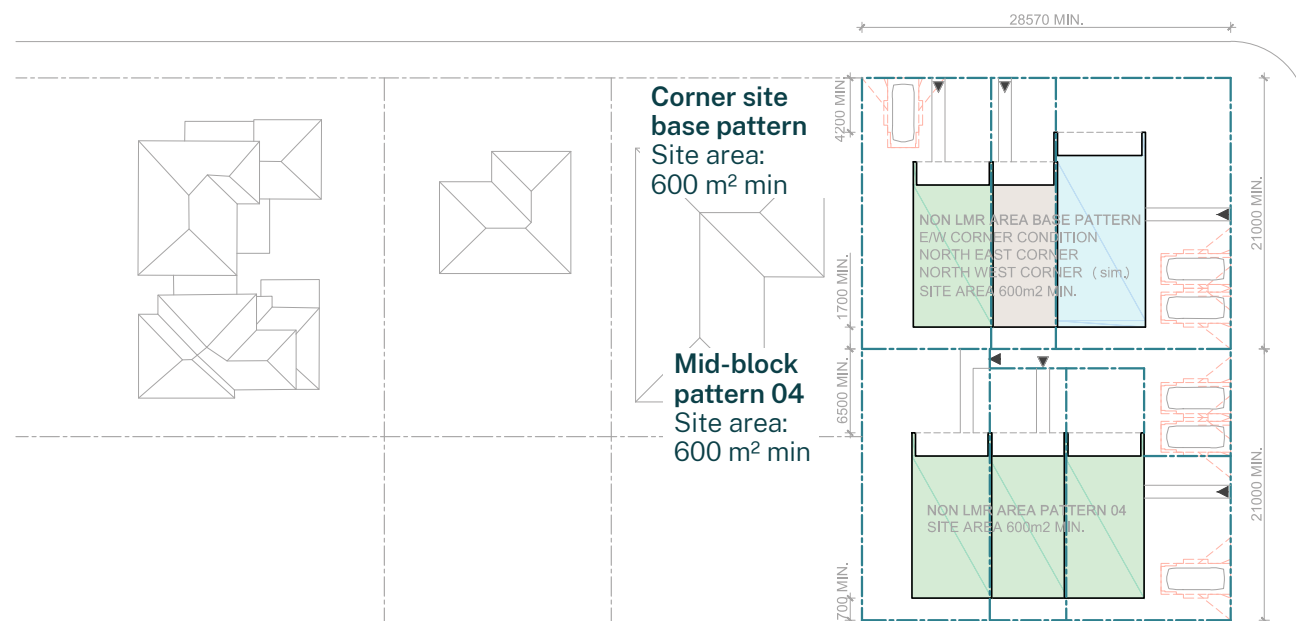 28570 MIN.
Corner site
base pattern
Site area:
600 m² min
4200 MIN.
21000 MIN.
NON LMR AREA BASE PATTERN
E/W CORNER CONDITION
NORTH EAST CORNER
NORTH WEST CORNER (sim.)
SITE AREA 600m2 MIN.
1700 MIN.
Mid-block
pattern 04
Site area:
600 m² min
6500 MIN.
21000 MIN.
NON LMR AREA PATTERN 04
SITE AREA 600m2 MIN.
700 MIN.